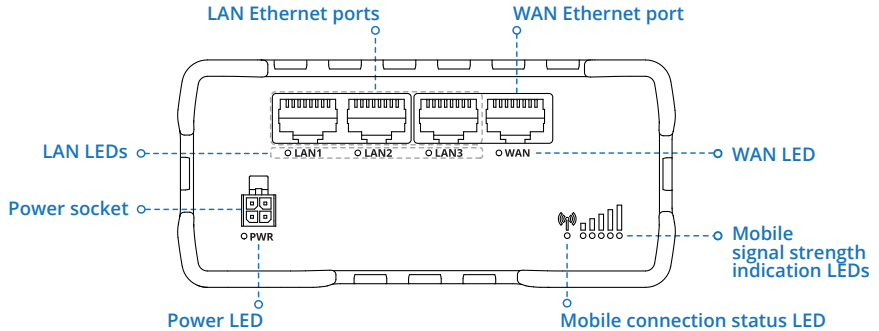 LAN Ethernet ports
WAN Ethernet port
LAN LEDs
LAN1
LAN2
LAN3
WAN
WAN LED
Power socket
PWR
Mobile
signal strength
indication LEDs
Power LED
Mobile connection status LED